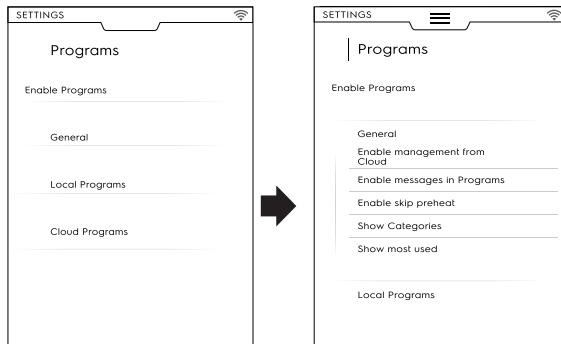 SETTINGS
Programs
Enable Programs
General
Local Programs
Cloud Programs
SETTINGS
Programs
Enable Programs
General
Enable management from
Cloud
Enable messages in Programs
Enable skip preheat
Show Categories
Show most used
Local Programs